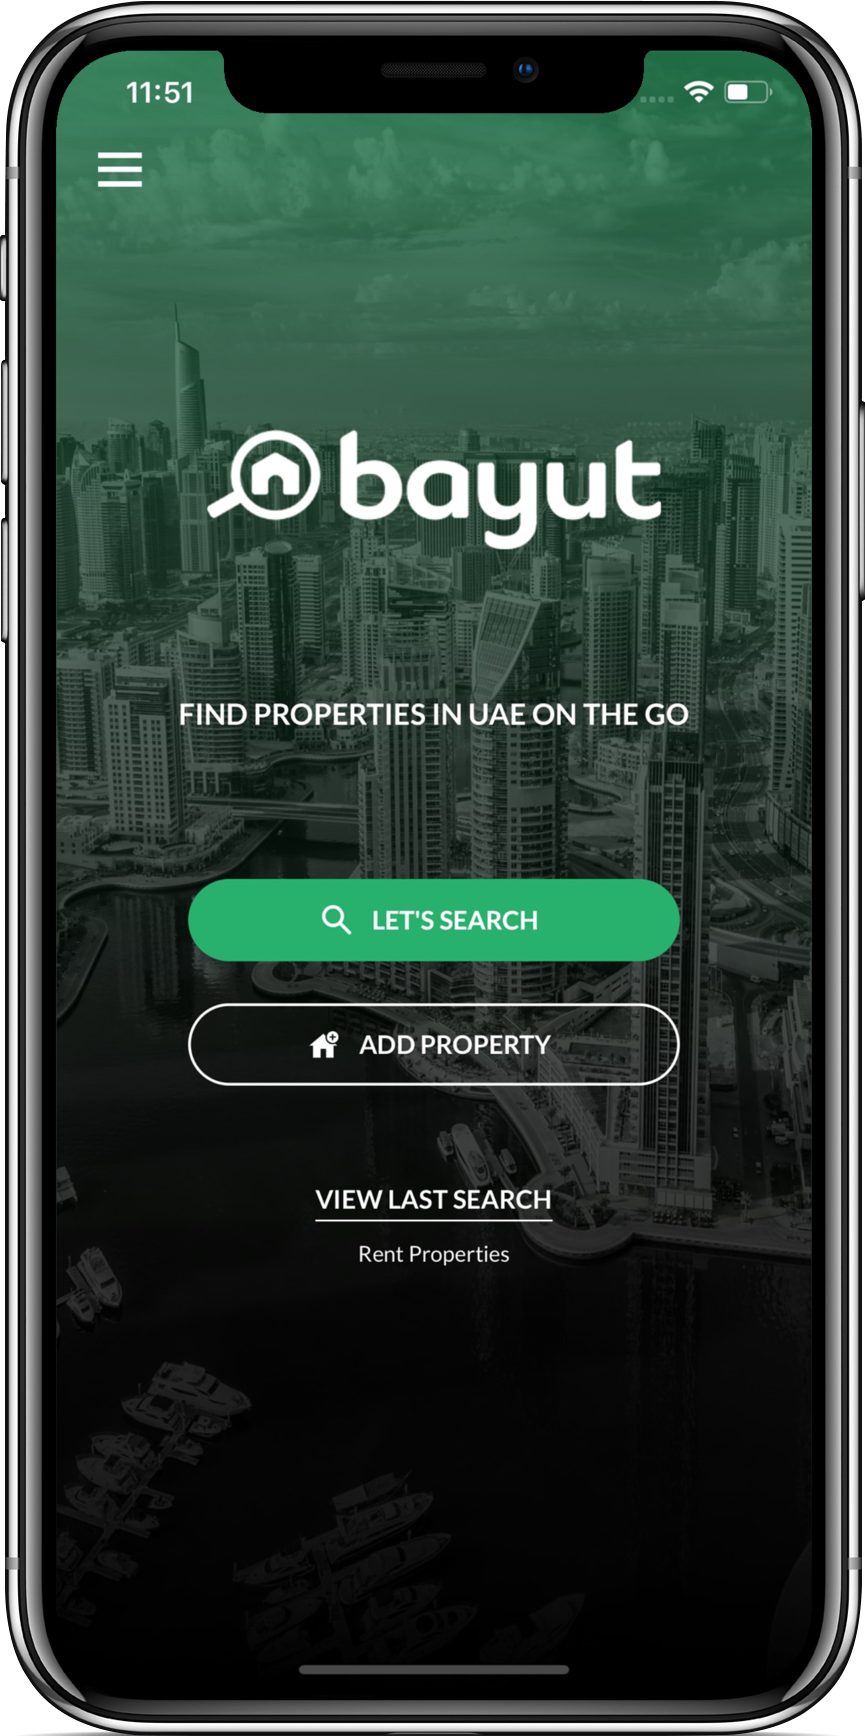 11:51
bayut
FIND PROPERTIES IN UAE ON THE GO
LET'S SEARCH
ADD PROPERTY
VIEW LAST SEARCH
Rent Properties